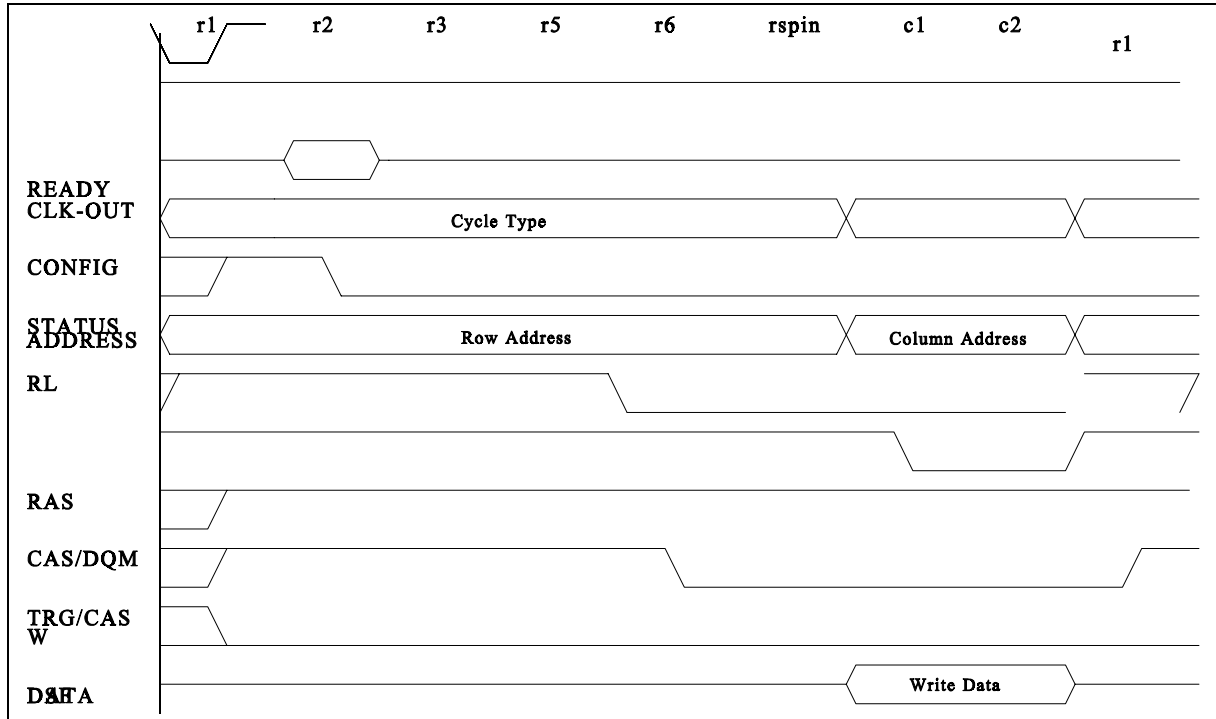 r1 r2 r3 r5 r6 rspin c1 c2
r1
READY
CLK-OUT
Cycle Type
CONFIG
STATUS
ADDRESS
Row Address Column Address
RL
RAS
CAS/DQM
TRG/CAS
W
Write Data
DATA